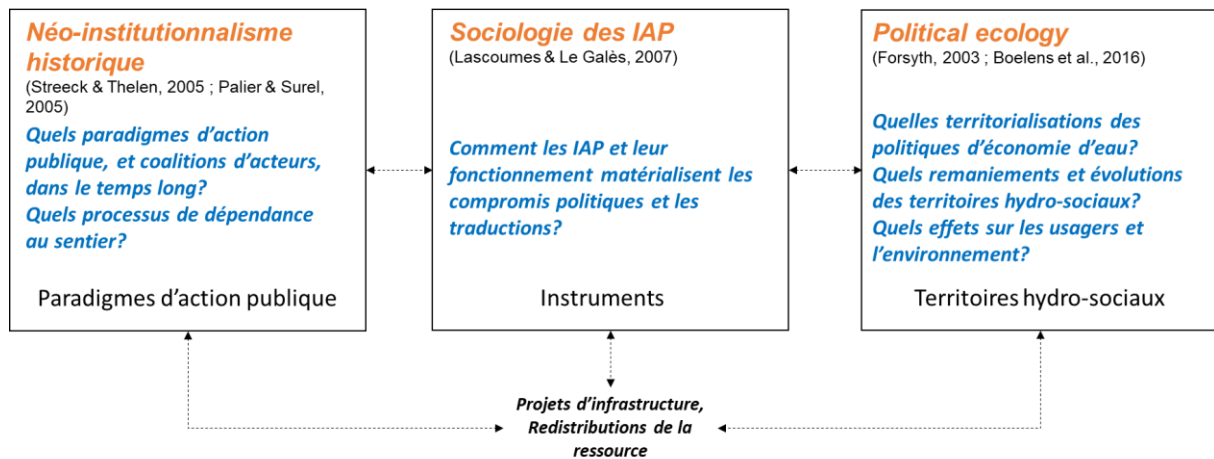 Néo-institutionnalisme
historique
(Streeck & Thelen, 2005 ; Palier & Surel,
2005)
Quels paradigmes d'action
publique, et coalitions d'acteurs,
dans le temps long?
Quels processus de dépendance
au sentier?
Paradigmes d'action publique
Sociologie des IAP
(Lascoumes & Le Galès, 2007)
Comment les IAP et leur
fonctionnement matérialisent les
compromis politiques et les
traductions?
Instruments
Political ecology
(Forsyth, 2003 ; Boelens et al., 2016)
Quelles territorialisations des
politiques d'économie d'eau?
Quels remaniements et évolutions
des territoires hydro-sociaux?
Quels effets sur les usagers et
l'environnement?
Territoires hydro-sociaux
Projets d'infrastructure,
Redistributions de la
ressource